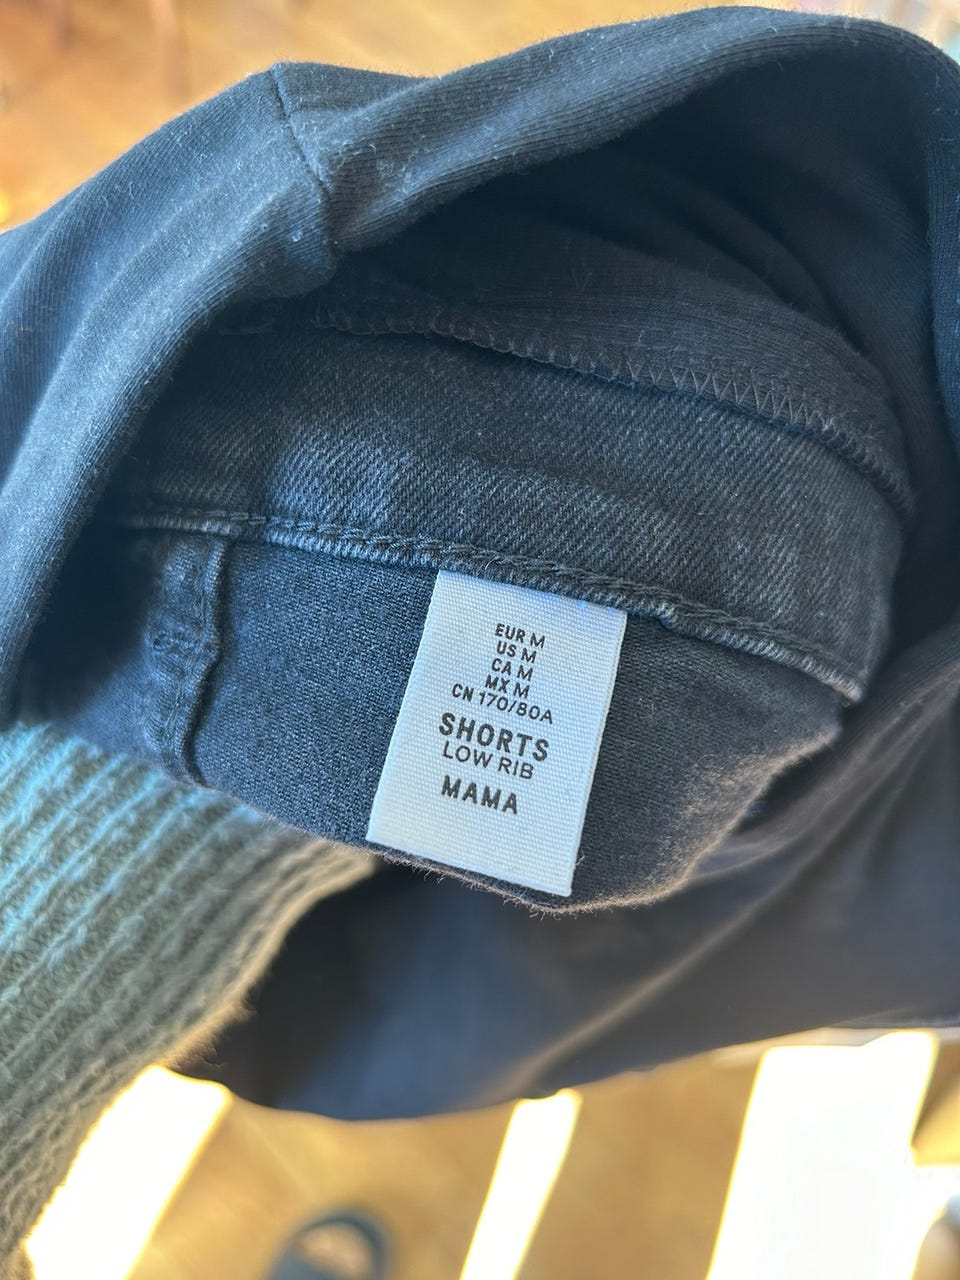 EUR M
US M
CA M
MX M
CN 170/80A
SHORTS
LOW RIB
MAMA